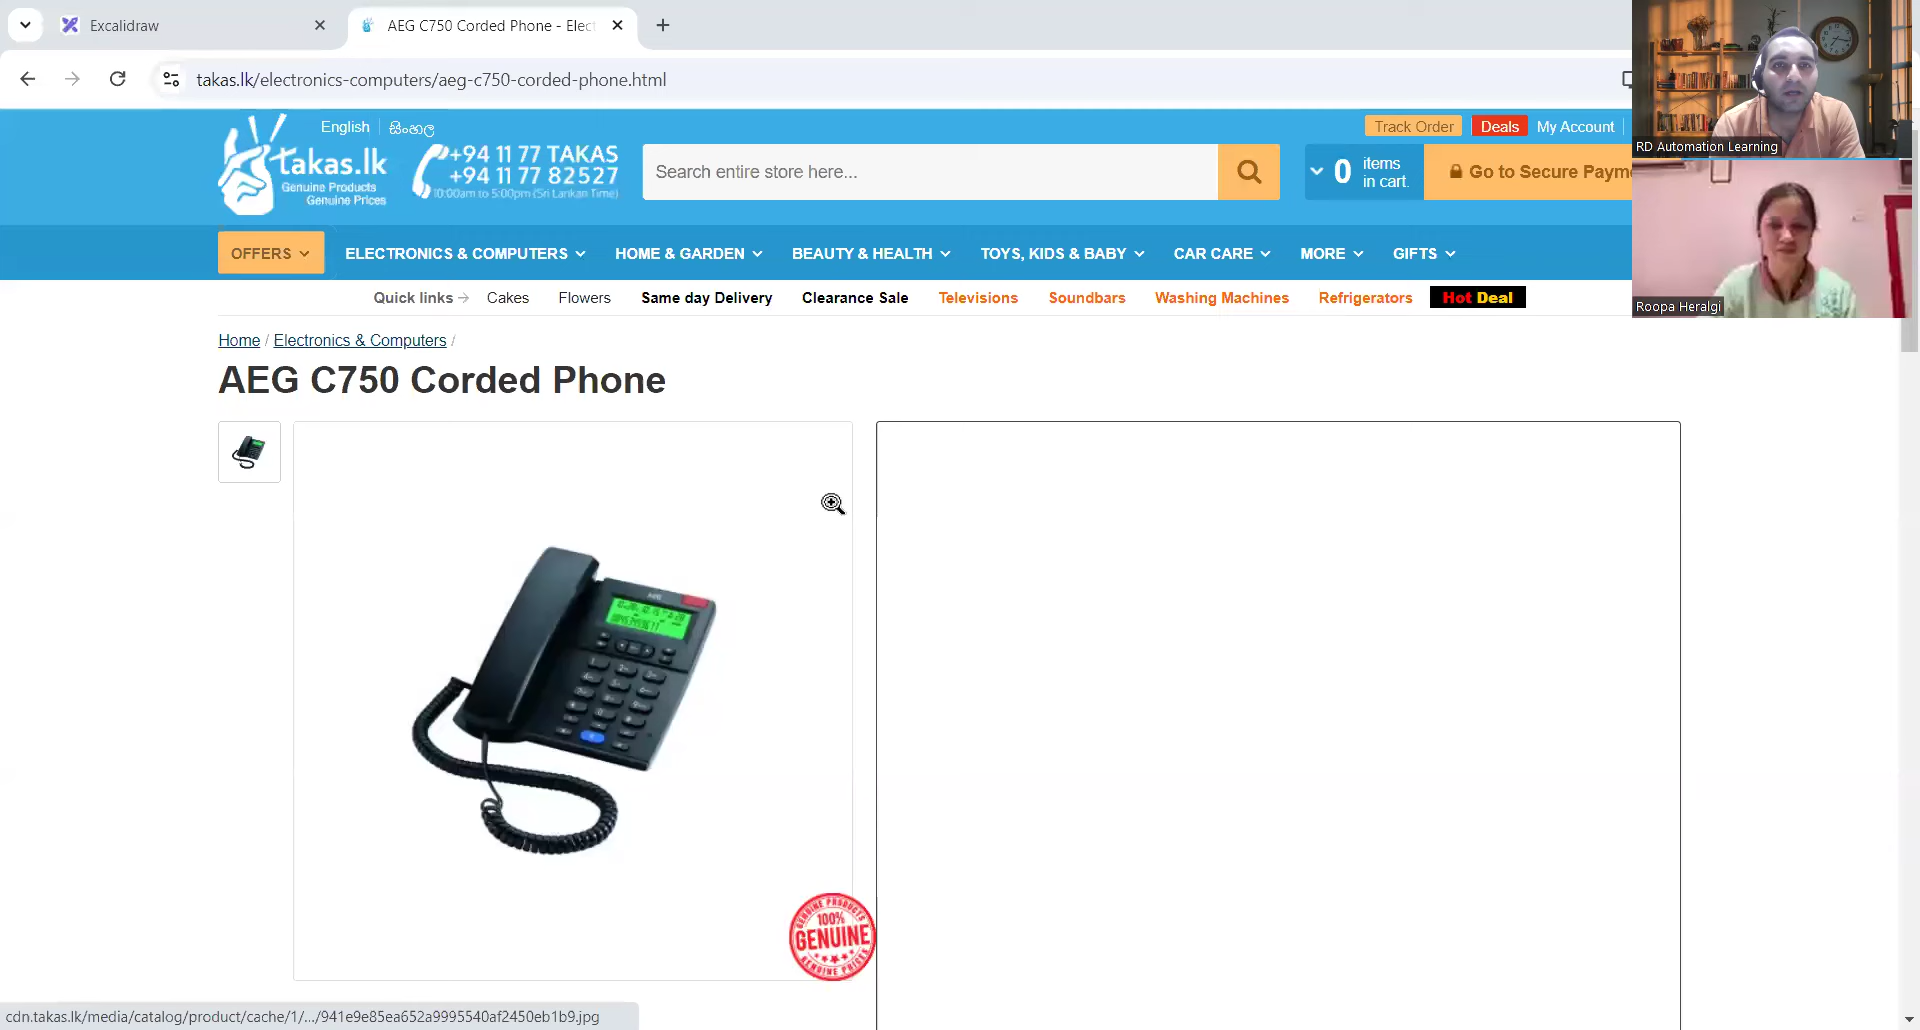 Excalidraw
AEG C750 Corded Phone - Elect
takas.lk/electronics-computers/aeg-c750-corded-phone.html
English
සිංහල
Track Order
Deals
My Account
takas.lk
Genuine Products
Genuine Prices
+94 11 77 TAKAS
+94 11 77 82527
10:00am to 5:00pm (Sri Lankan Time)
Search entire store here...
0 items
in cart.
Go to Secure Paym
RD Automation Learning
OFFERS
ELECTRONICS & COMPUTERS
HOME & GARDEN
BEAUTY & HEALTH
TOYS, KIDS & BABY
CAR CARE
MORE
GIFTS
Quick links
Cakes
Flowers
Same day Delivery
Clearance Sale
Televisions
Soundbars
Washing Machines
Refrigerators
Hot Deal
Roopa Heralgi
Home / Electronics & Computers /
AEG C750 Corded Phone
AEG
GENUINE PRODUCTS
100%
GENUINE
GENUINE PRICES
cdn.takas.lk/media/catalog/product/cache/1/.../941e9e85ea652a9995540af2450eb1b9.jpg